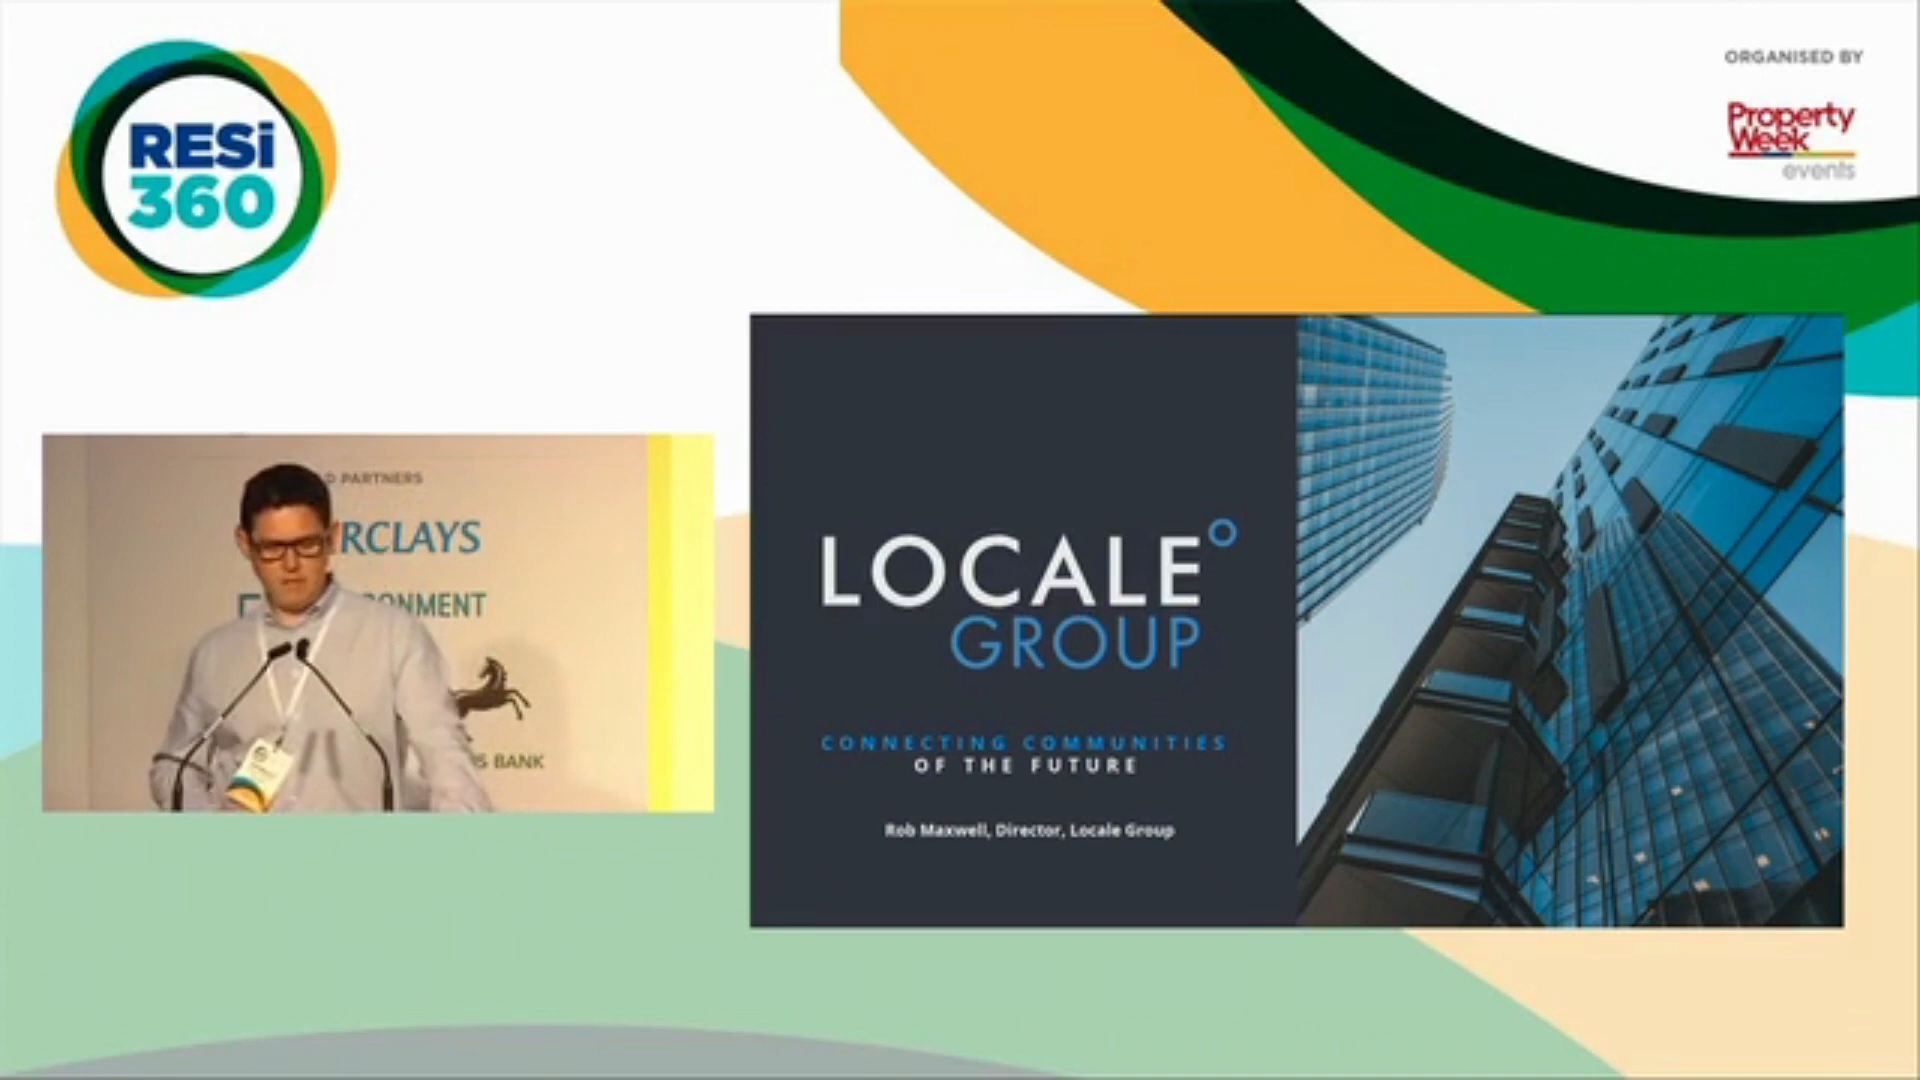 RESi
360
ORGANISED BY
Property
Week
events
PARTNERS
RCLAYS
ONMENT
BANK
LOCALE
GROUP
CONNECTING COMMUNITIES
OF THE FUTURE
Rob Maxwell, Director, Locale Group